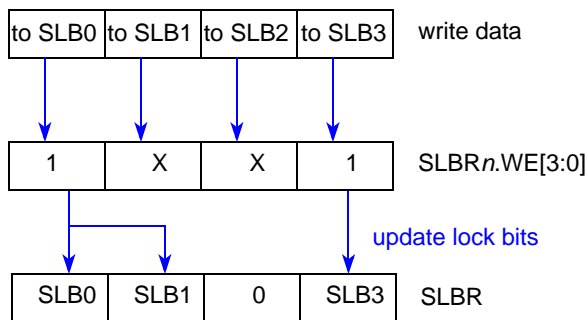 to SLB0 to SLB1 to SLB2 to SLB3 write data
1 X X 1 SLBRn.WE[3:0]
update lock bits
SLB0 SLB1 0 SLB3 SLBR